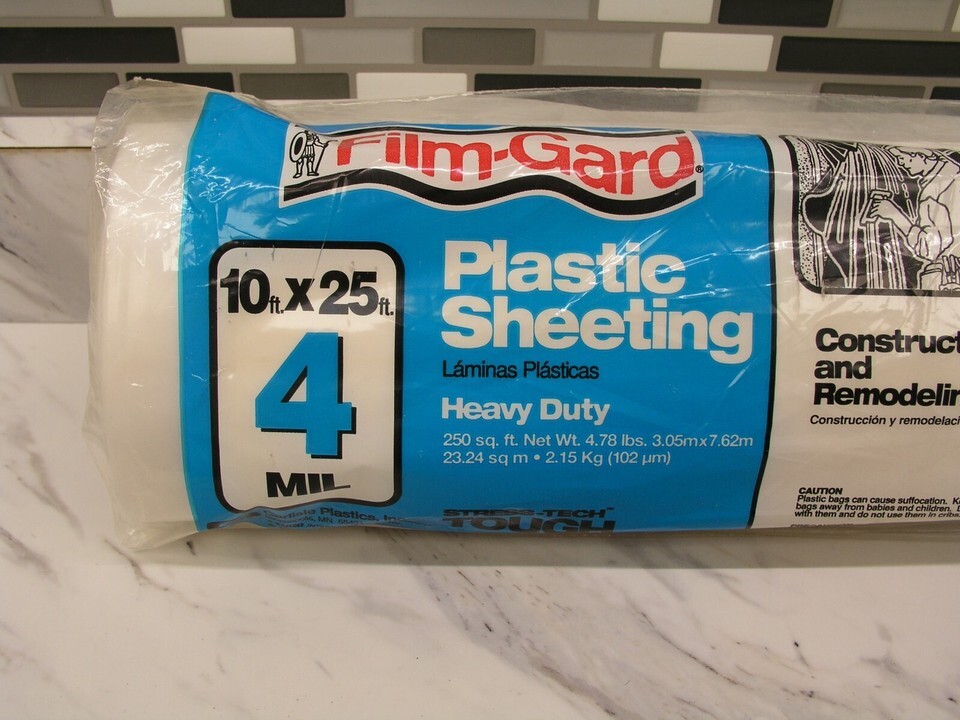 Film-Gard®
10ft. x 25ft.
4
MIL
Plastic
Sheeting
Láminas Plásticas
Heavy Duty
250 sq. ft. Net Wt. 4.78 lbs. 3.05m x 7.62m
23.24 sq m • 2.15 Kg (102 µm)
Plastics,
STRESS-TECH™
TOUGH
Construct
and
Remodelin
Construcción y remodelaci
CAUTION
Plastic bags can cause suffocation. K
bags away from babies and children. D
with them and do not use them in cribs